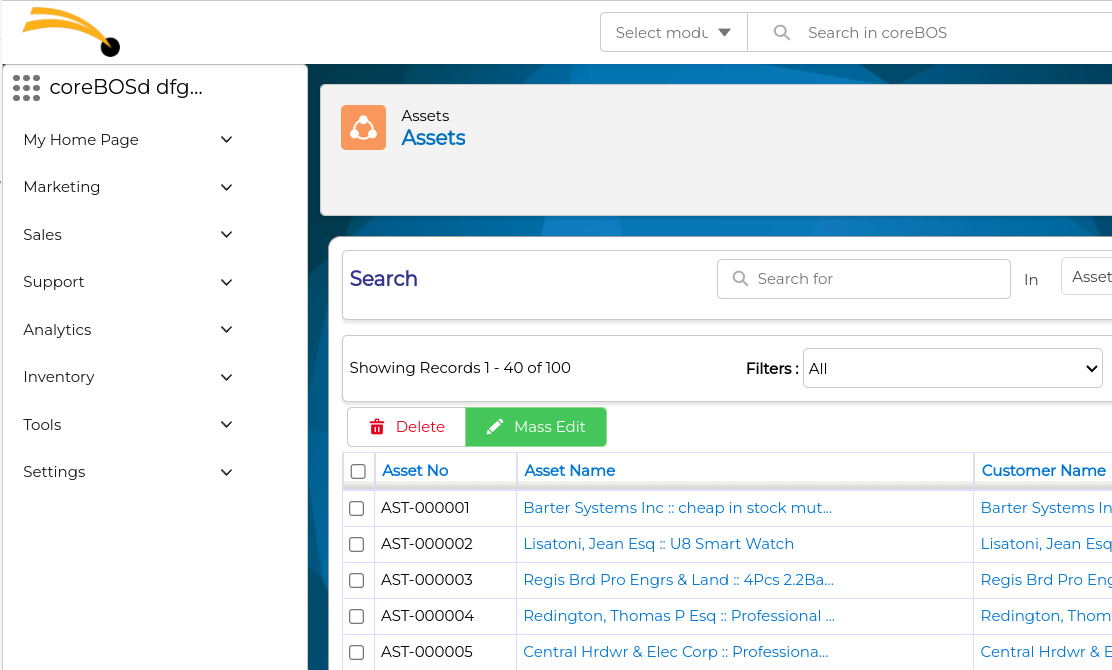 Select modu
Search in coreBOS
coreBOSd dfg...
My Home Page
Marketing
Sales
Support
Analytics
Inventory
Tools
Settings
Assets
Assets
Search
Search for
In
Asset
Showing Records 1 - 40 of 100
Filters :
All
Delete
Mass Edit
Asset No Asset Name Customer Name
AST-000001 Barter Systems Inc :: cheap in stock mut... Barter Systems In
AST-000002 Lisatoni, Jean Esq :: U8 Smart Watch Lisatoni, Jean Esq
AST-000003 Regis Brd Pro Engrs & Land :: 4Pcs 2.2Ba... Regis Brd Pro Eng
AST-000004 Redington, Thomas P Esq :: Professional ... Redington, Thom
AST-000005 Central Hrdwr & Elec Corp :: Professiona... Central Hrdwr & E